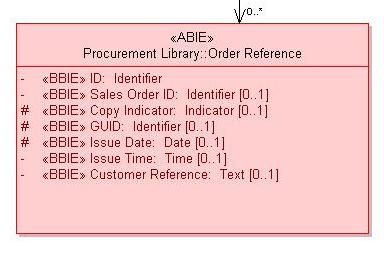 0..*
«ABIE»
Procurement Library::Order Reference
- «BBIE» ID: Identifier
- «BBIE» Sales Order ID: Identifier [0..1]
# «BBIE» Copy Indicator: Indicator [0..1]
# «BBIE» GUID: Identifier [0..1]
# «BBIE» Issue Date: Date [0..1]
- «BBIE» Issue Time: Time [0..1]
- «BBIE» Customer Reference: Text [0..1]